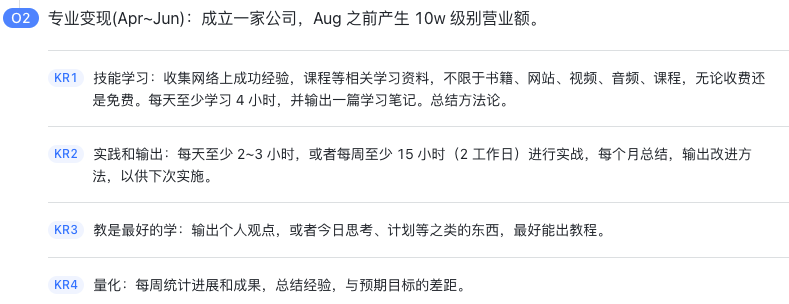 O2 专业变现(Apr~Jun)：成立一家公司，Aug 之前产生 10w 级别营业额。
KR1 技能学习：收集网络上成功经验，课程等相关学习资料，不限于书籍、网站、视频、音频、课程，无论收费还
是免费。每天至少学习 4 小时，并输出一篇学习笔记。总结方法论。
KR2 实践和输出：每天至少 2~3 小时，或者每周至少 15 小时（2 工作日）进行实战，每个月总结，输出改进方
法，以供下次实施。
KR3 教是最好的学：输出个人观点，或者今日思考、计划等之类的东西，最好能出教程。
KR4 量化：每周统计进展和成果，总结经验，与预期目标的差距。